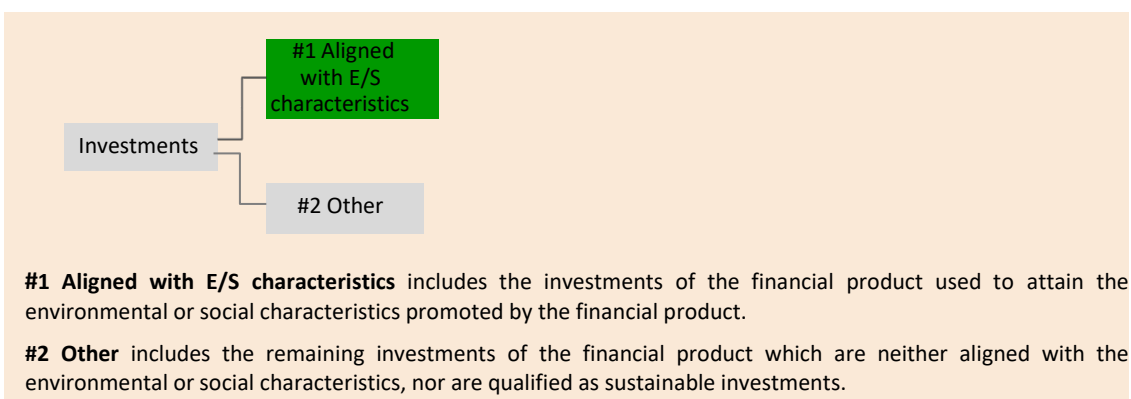 #1 Aligned
with E/S
characteristics
Investments
#2 Other
#1 Aligned with E/S characteristics includes the investments of the financial product used to attain the
environmental or social characteristics promoted by the financial product.
#2 Other includes the remaining investments of the financial product which are neither aligned with the
environmental or social characteristics, nor are qualified as sustainable investments.